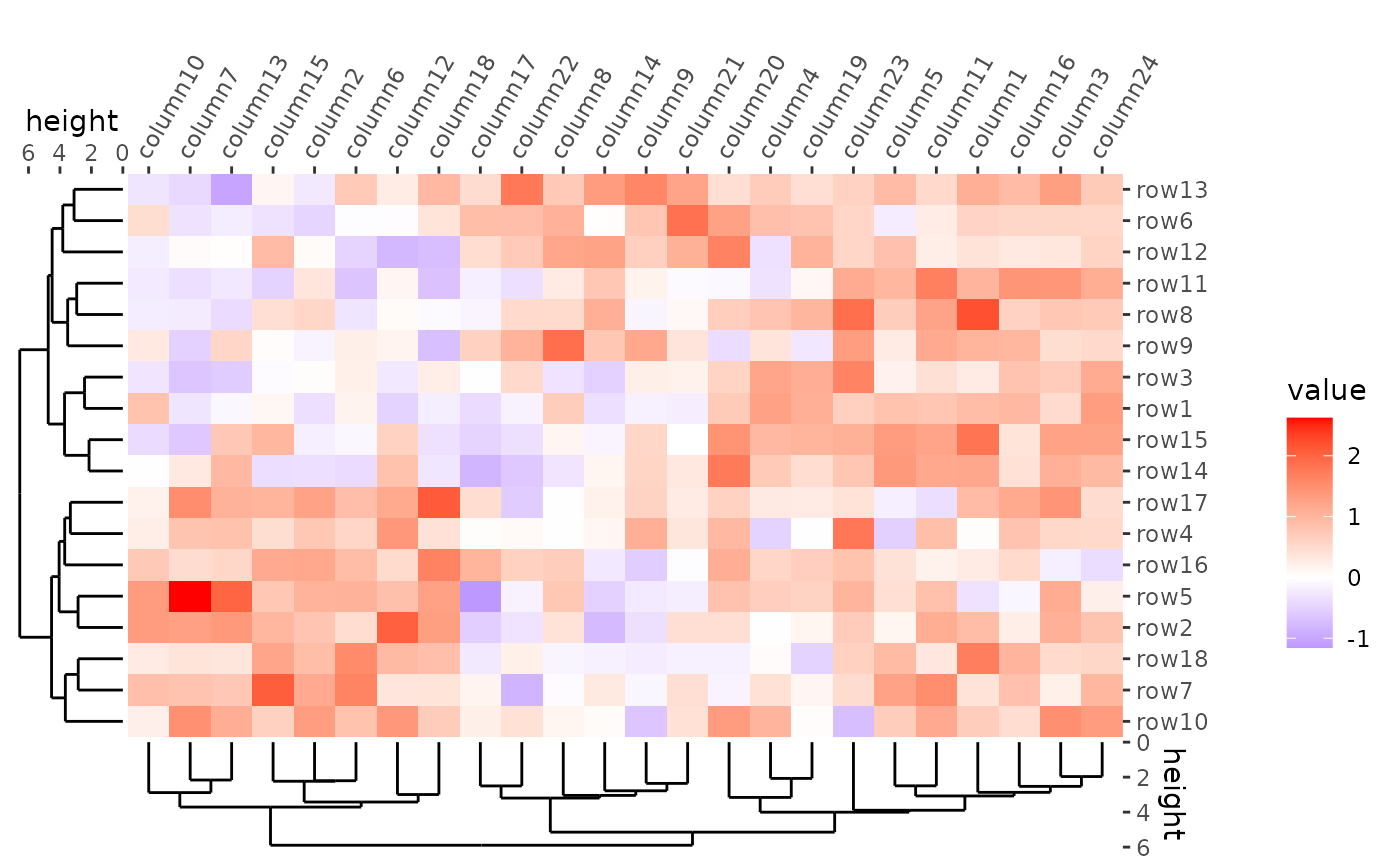 column10
column7
column13
column15
column2
column6
column12
column18
column17
column22
column8
column14
column9
column21
column20
column4
column19
column23
column5
column11
column1
column16
column3
column24
height
6 4 2 0
row13
row6
row12
row11
row8
row9
row3
row1
row15
row14
row17
row4
row16
row5
row2
row18
row7
row10
value
2
1
0
-1
0
2
4
6
height